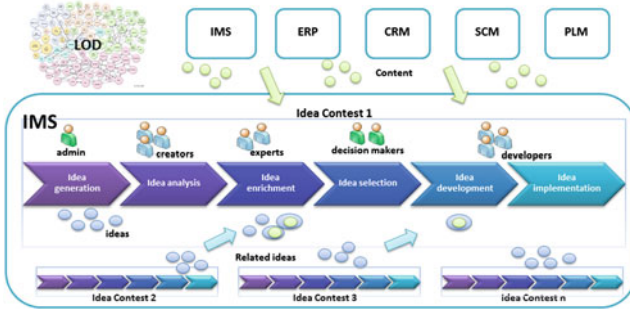 LOD
IMS
ERP
CRM
SCM
PLM
Content
IMS
Idea Contest 1
admin
creators
experts
decision makers
developers
Idea
generation
Idea analysis
Idea
enrichment
Idea selection
Idea
development
Idea implementation
ideas
Related ideas
Idea Contest 2
Idea Contest 3
idea Contest n